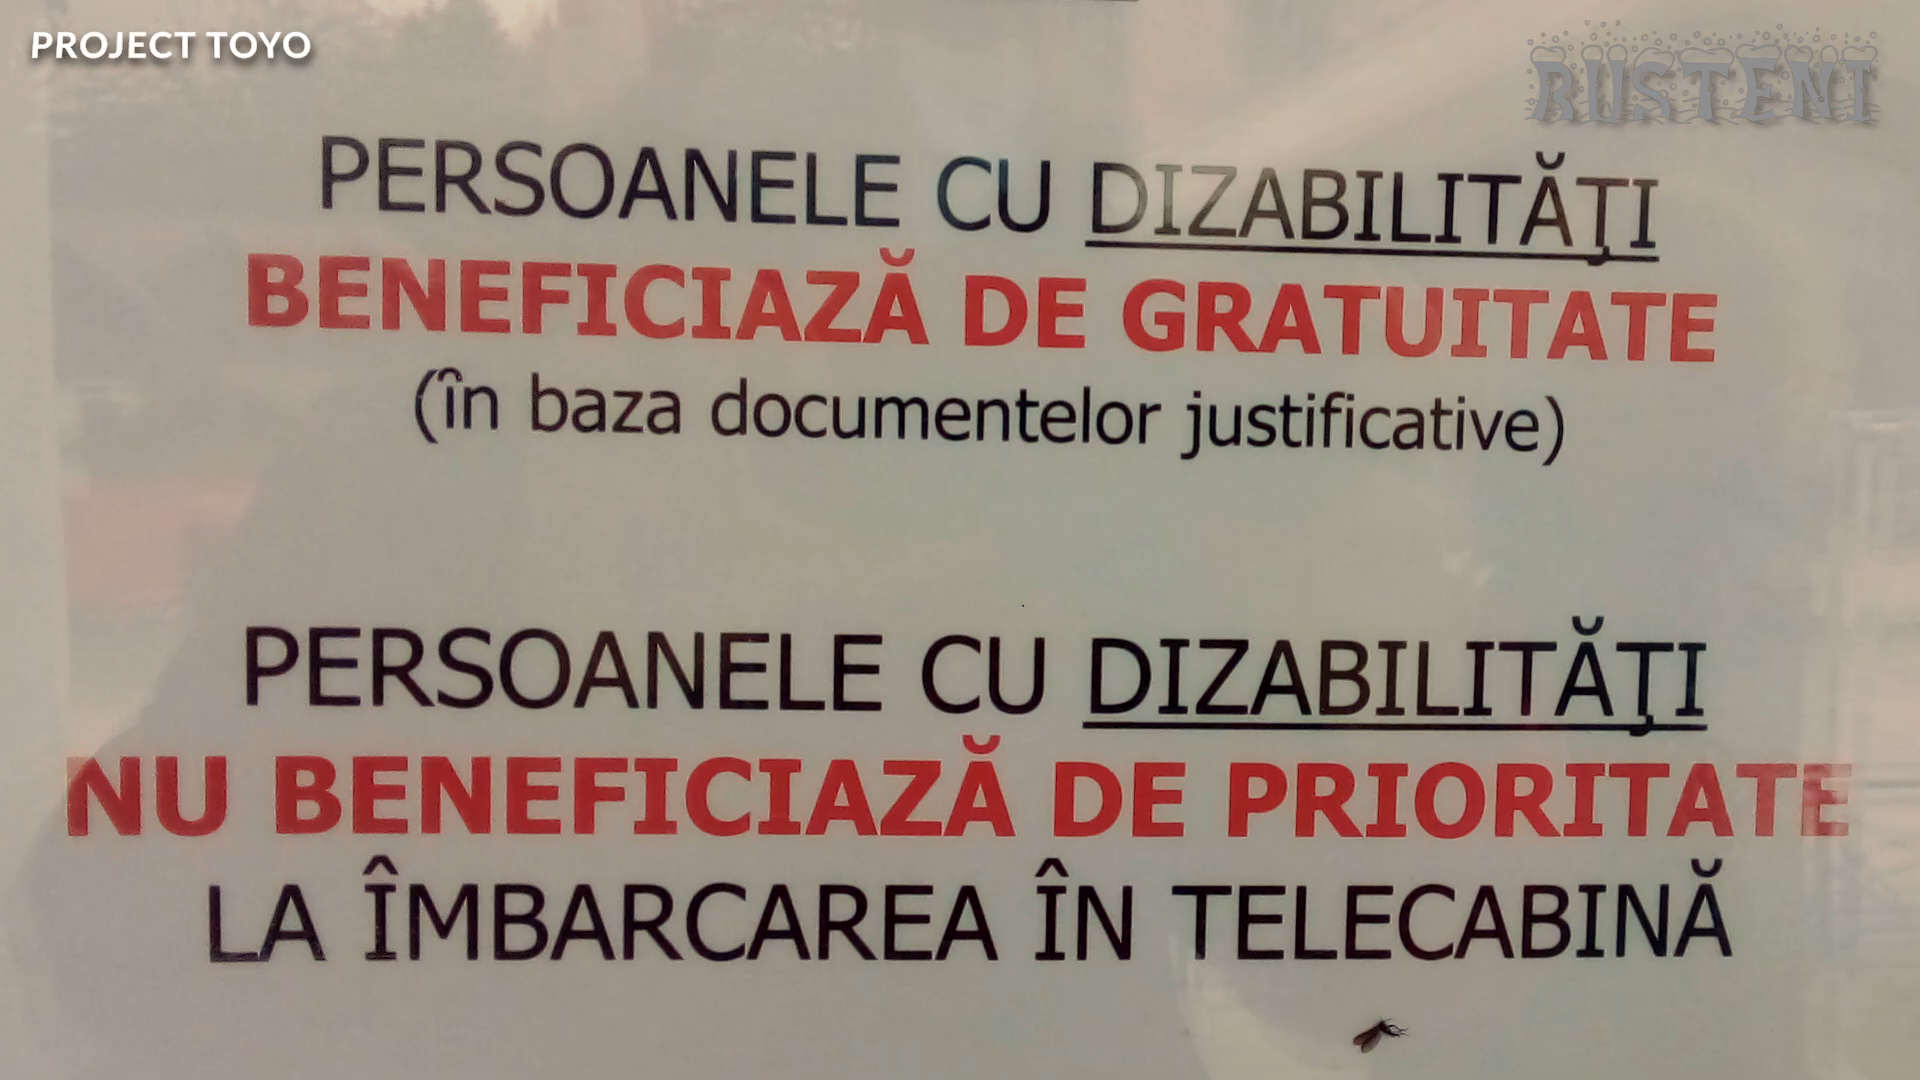 PROJECT TOYO
RUSTENI
PERSOANELE CU DIZABILITĂŢI
BENEFICIAZĂ DE GRATUITATE
(în baza documentelor justificative)
PERSOANELE CU DIZABILITĂŢI
NU BENEFICIAZĂ DE PRIORITATE
LA ÎMBARCAREA ÎN TELECABINĂ